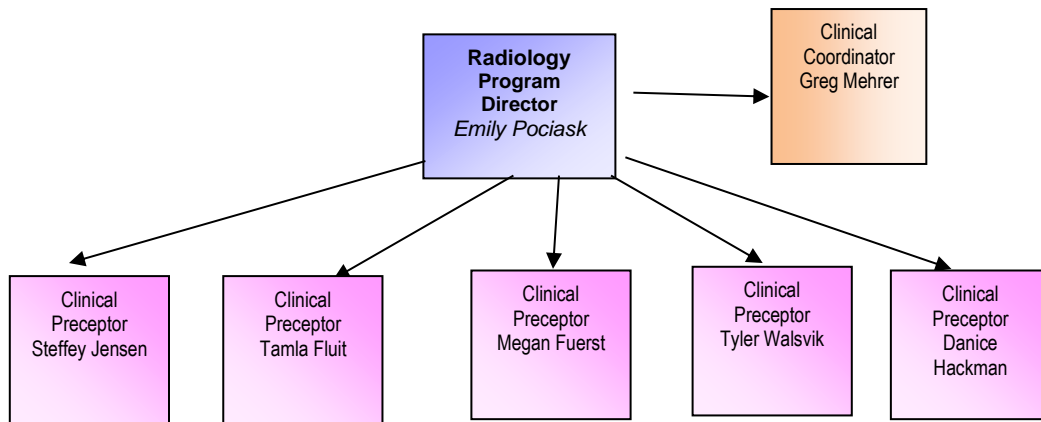 Radiology
Program
Director
Emily Pociask
Clinical
Coordinator
Greg Mehrer
Clinical
Preceptor
Steffey Jensen
Clinical
Preceptor
Tamla Fluit
Clinical
Preceptor
Megan Fuerst
Clinical
Preceptor
Tyler Walsvik
Clinical
Preceptor
Danice
Hackman